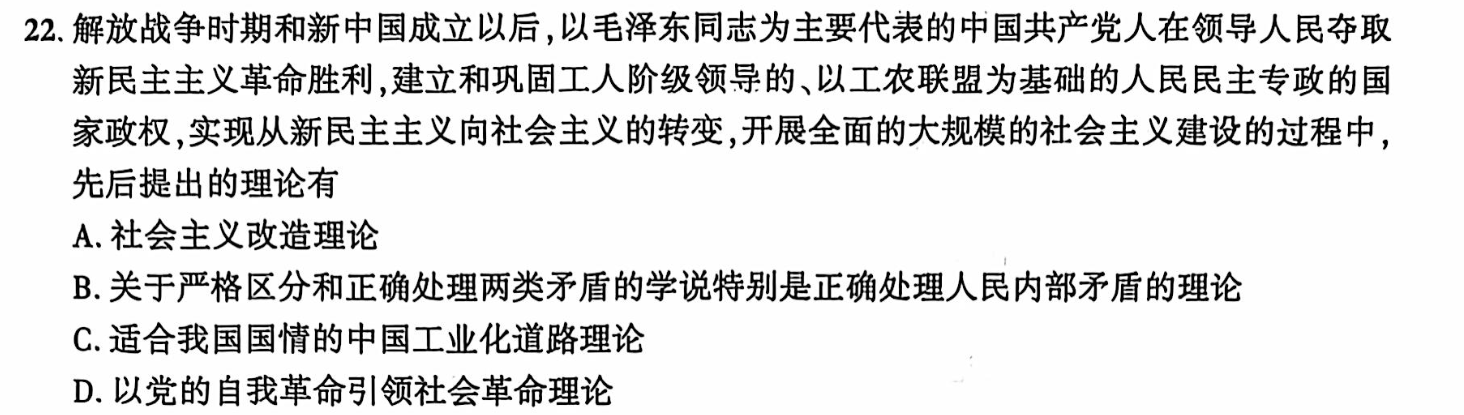 22. 解放战争时期和新中国成立以后,以毛泽东同志为主要代表的中国共产党人在领导人民夺取
新民主主义革命胜利,建立和巩固工人阶级领导的、以工农联盟为基础的人民民主专政的国
家政权,实现从新民主主义向社会主义的转变,开展全面的大规模的社会主义建设的过程中,
先后提出的理论有
A. 社会主义改造理论
B. 关于严格区分和正确处理两类矛盾的学说特别是正确处理人民内部矛盾的理论
C. 适合我国国情的中国工业化道路理论
D. 以党的自我革命引领社会革命理论